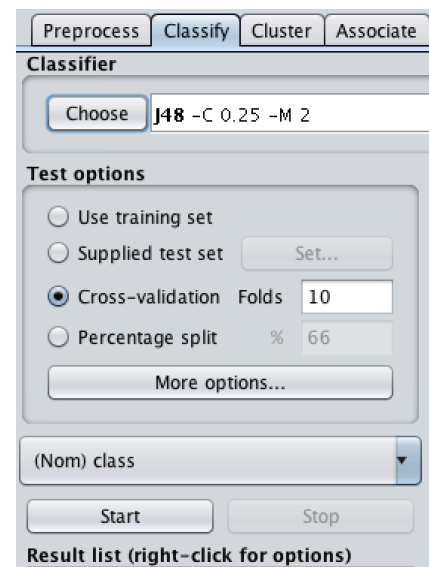 Preprocess Classify Cluster Associate
Classifier
Choose J48 -C 0.25 -M 2
Test options
Use training set
Supplied test set Set...
Cross-validation Folds 10
Percentage split % 66
More options...
(Nom) class
Start Stop
Result list (right-click for options)